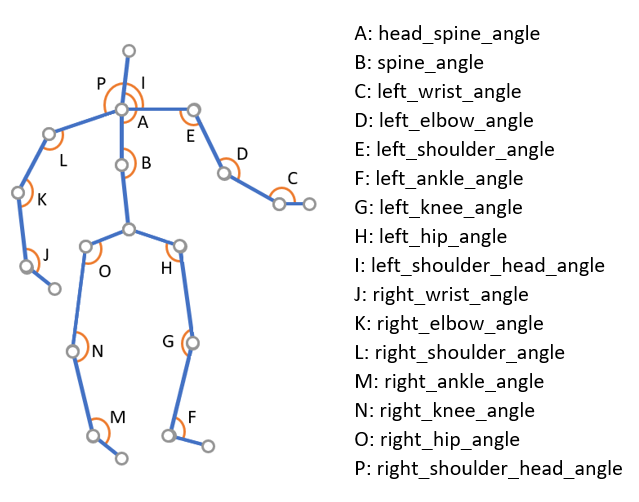 P
I
A
E
L
B
D
C
K
J
O
H
N
G
M
F
A: head_spine_angle
B: spine_angle
C: left_wrist_angle
D: left_elbow_angle
E: left_shoulder_angle
F: left_ankle_angle
G: left_knee_angle
H: left_hip_angle
I: left_shoulder_head_angle
J: right_wrist_angle
K: right_elbow_angle
L: right_shoulder_angle
M: right_ankle_angle
N: right_knee_angle
O: right_hip_angle
P: right_shoulder_head_angle